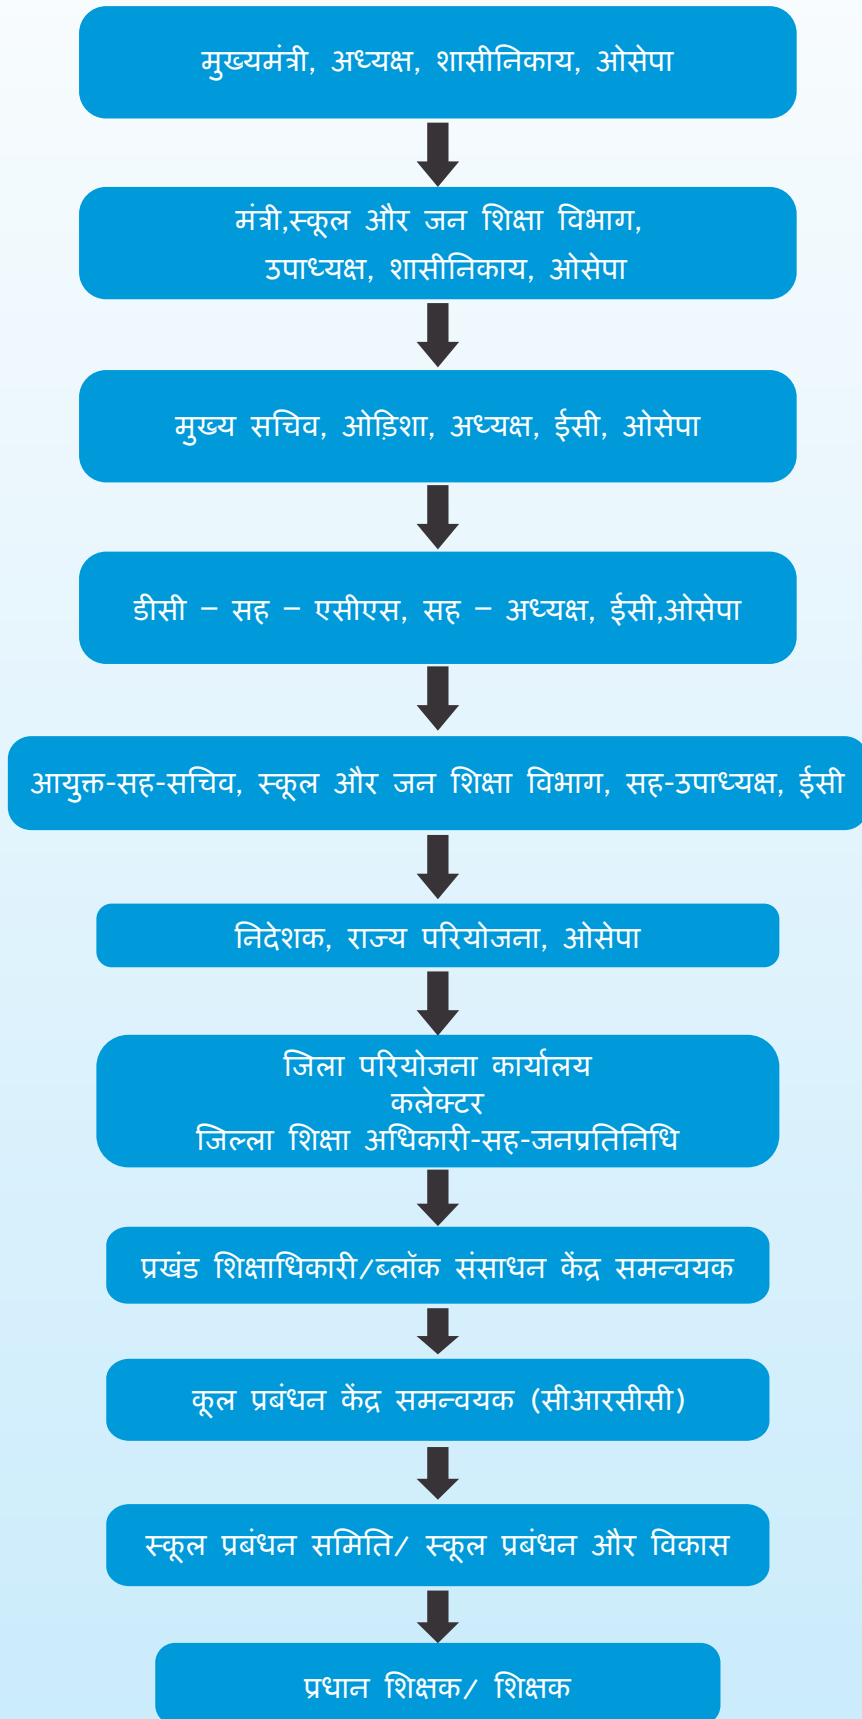 मुख्यमंत्री, अध्यक्ष, शासीनिकाय, ओसेपा
मंत्री,स्कूल और जन शिक्षा विभाग,
उपाध्यक्ष, शासीनिकाय, ओसेपा
मुख्य सचिव, ओड़िशा, अध्यक्ष, ईसी, ओसेपा
डीसी – सह – एसीएस, सह – अध्यक्ष, ईसी,ओसेपा
आयुक्त-सह-सचिव, स्कूल और जन शिक्षा विभाग, सह-उपाध्यक्ष, ईसी
निदेशक, राज्य परियोजना, ओसेपा
जिला परियोजना कार्यालय
कलेक्टर
जिल्ला शिक्षा अधिकारी-सह-जनप्रतिनिधि
प्रखंड शिक्षाधिकारी/ब्लॉक संसाधन केंद्र समन्वयक
कूल प्रबंधन केंद्र समन्वयक (सीआरसीसी)
स्कूल प्रबंधन समिति/ स्कूल प्रबंधन और विकास
प्रधान शिक्षक/ शिक्षक